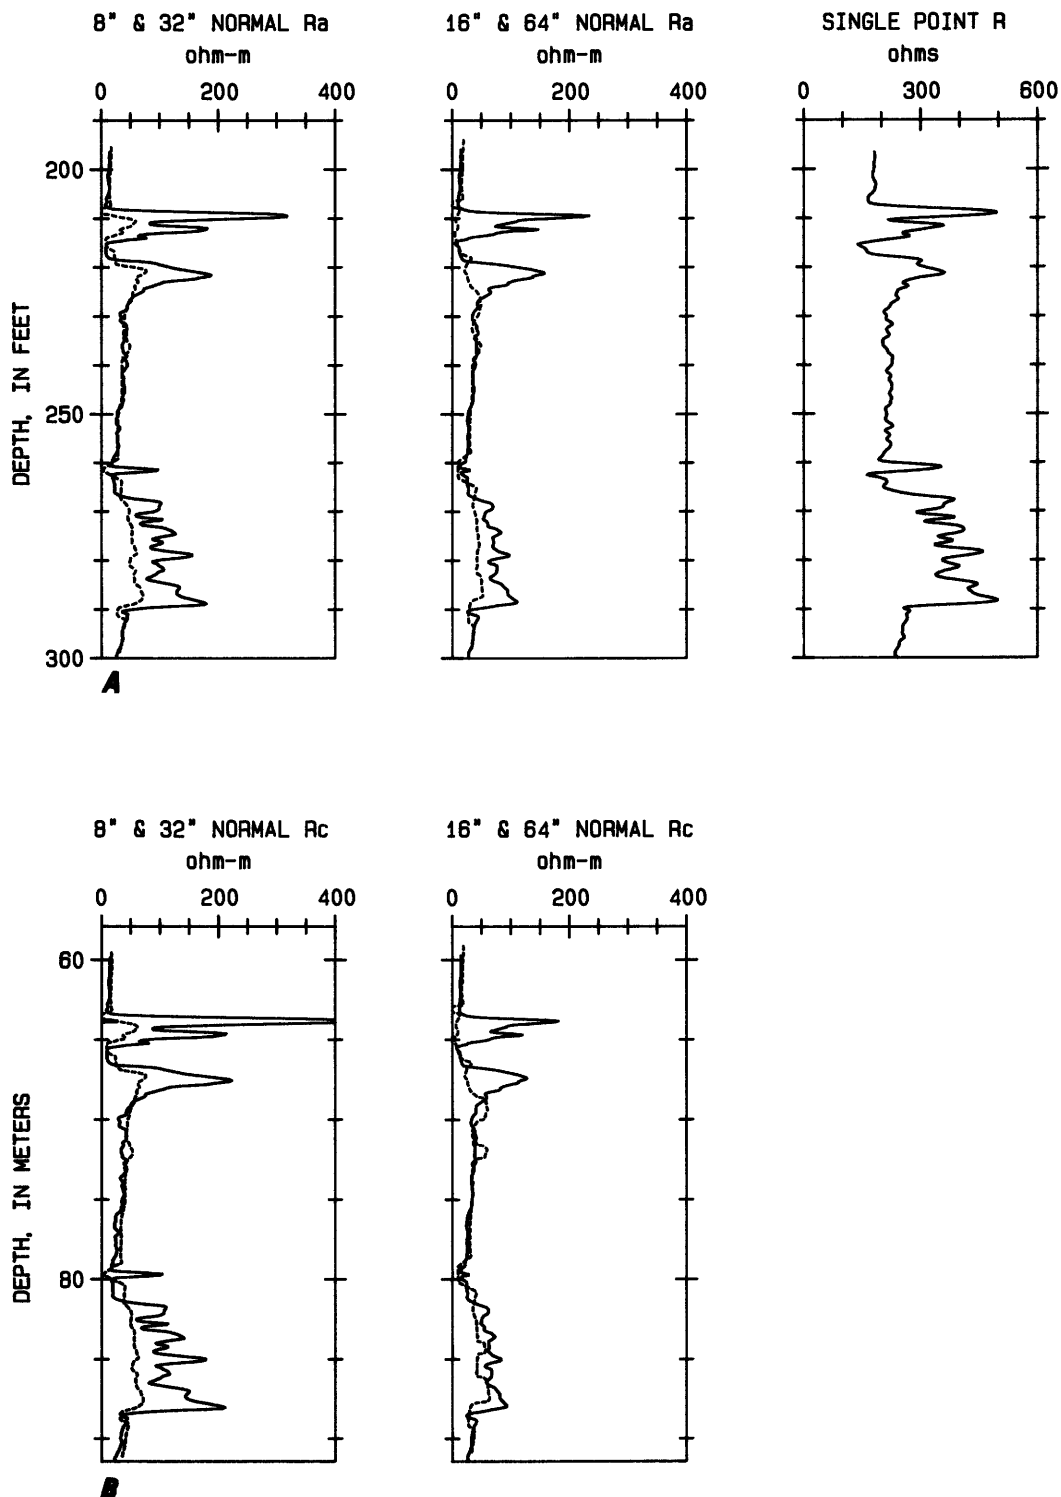 8" & 32" NORMAL Ra
ohm-m
0 200 400
16" & 64" NORMAL Ra
ohm-m
0 200 400
SINGLE POINT R
ohms
0 300 600
DEPTH, IN FEET
200
250
300
A
8" & 32" NORMAL Rc
ohm-m
0 200 400
16" & 64" NORMAL Rc
ohm-m
0 200 400
DEPTH, IN METERS
60
80
B